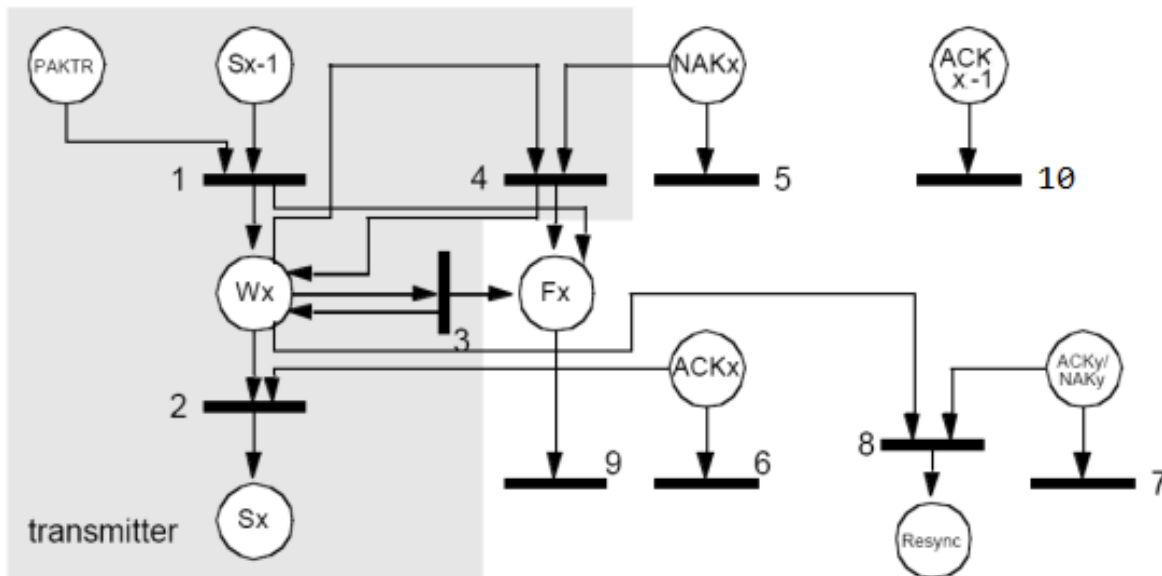 PAKTR
Sx-1
NAKx
ACK
x.-1
1
4
5
10
Wx
Fx
3
ACKx
ACKy/
NAKy
2
8
9
6
7
Sx
transmitter
Resync